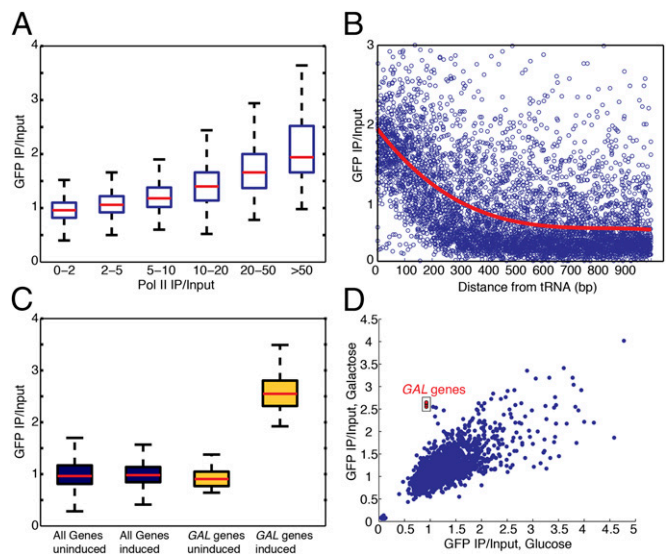 A
GFP IP/Input
4
3
2
1
0
0–2
2–5
5–10
10–20
20–50
>50
Pol II IP/Input
B
GFP IP/Input
3
2
1
0
0
100
200
300
400
500
600
700
800
900
Distance from tRNA (bp)
C
GFP IP/Input
4
3
2
1
0
All Genes
uninduced
All Genes
induced
GAL genes
uninduced
GAL genes
induced
D
GFP IP/Input, Galactose
4.5
4
3.5
3
2.5
2
1.5
1
0.5
0
GAL genes
0
0.5
1
1.5
2
2.5
3
3.5
4
4.5
5
GFP IP/Input, Glucose